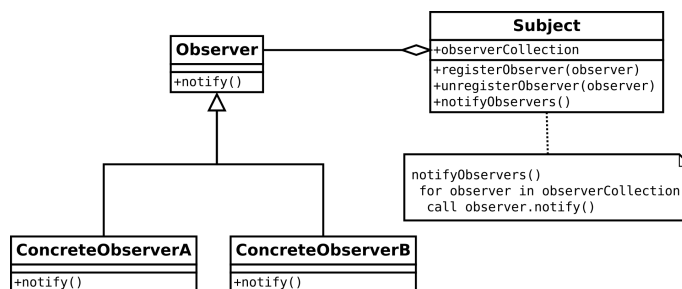 Subject
Observer
+observerCollection
+notify()
+registerObserver(observer)
+unregisterObserver(observer)
+notifyObservers()
notifyObservers()
for observer in observerCollection
call observer.notify()
ConcreteObserverA
+notify()
ConcreteObserverB
+notify()